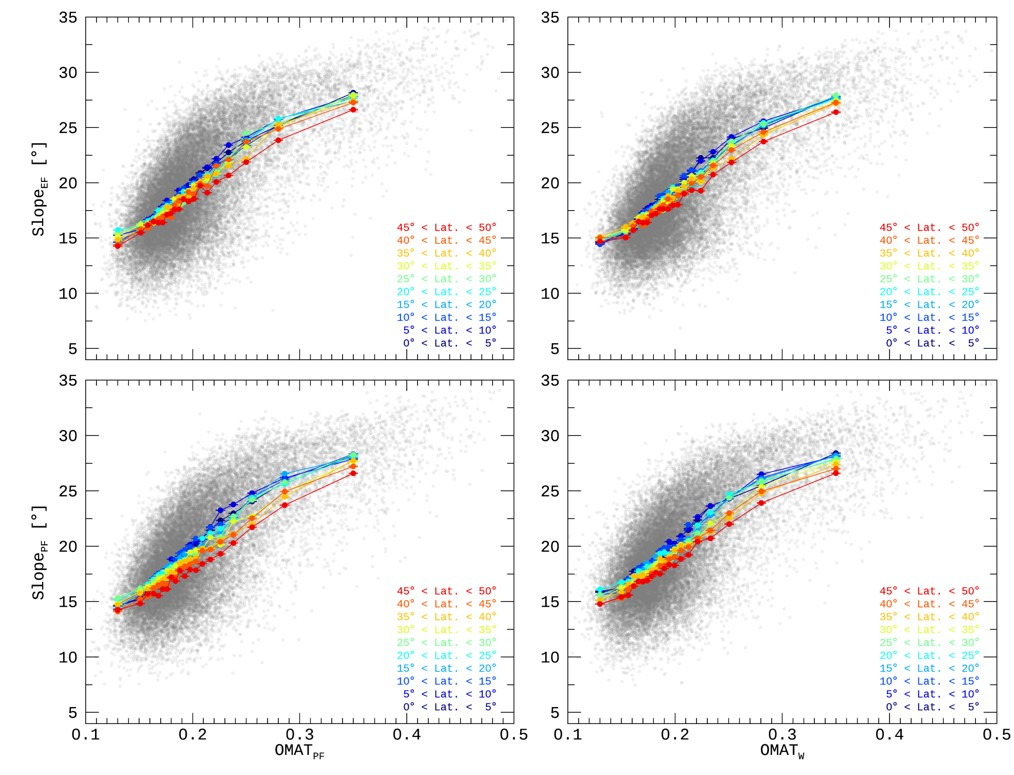 35
30
25
20
15
10
5
Slope_EF [°]
45° < Lat. < 50°
40° < Lat. < 45°
35° < Lat. < 40°
30° < Lat. < 35°
25° < Lat. < 30°
20° < Lat. < 25°
15° < Lat. < 20°
10° < Lat. < 15°
5° < Lat. < 10°
0° < Lat. < 5°
35
30
25
20
15
10
5
45° < Lat. < 50°
40° < Lat. < 45°
35° < Lat. < 40°
30° < Lat. < 35°
25° < Lat. < 30°
20° < Lat. < 25°
15° < Lat. < 20°
10° < Lat. < 15°
5° < Lat. < 10°
0° < Lat. < 5°
35
30
25
20
15
10
5
Slope_PF [°]
45° < Lat. < 50°
40° < Lat. < 45°
35° < Lat. < 40°
30° < Lat. < 35°
25° < Lat. < 30°
20° < Lat. < 25°
15° < Lat. < 20°
10° < Lat. < 15°
5° < Lat. < 10°
0° < Lat. < 5°
0.1 0.2 0.3 0.4 0.5
OMAT_PF
35
30
25
20
15
10
5
45° < Lat. < 50°
40° < Lat. < 45°
35° < Lat. < 40°
30° < Lat. < 35°
25° < Lat. < 30°
20° < Lat. < 25°
15° < Lat. < 20°
10° < Lat. < 15°
5° < Lat. < 10°
0° < Lat. < 5°
0.1 0.2 0.3 0.4 0.5
OMAT_W